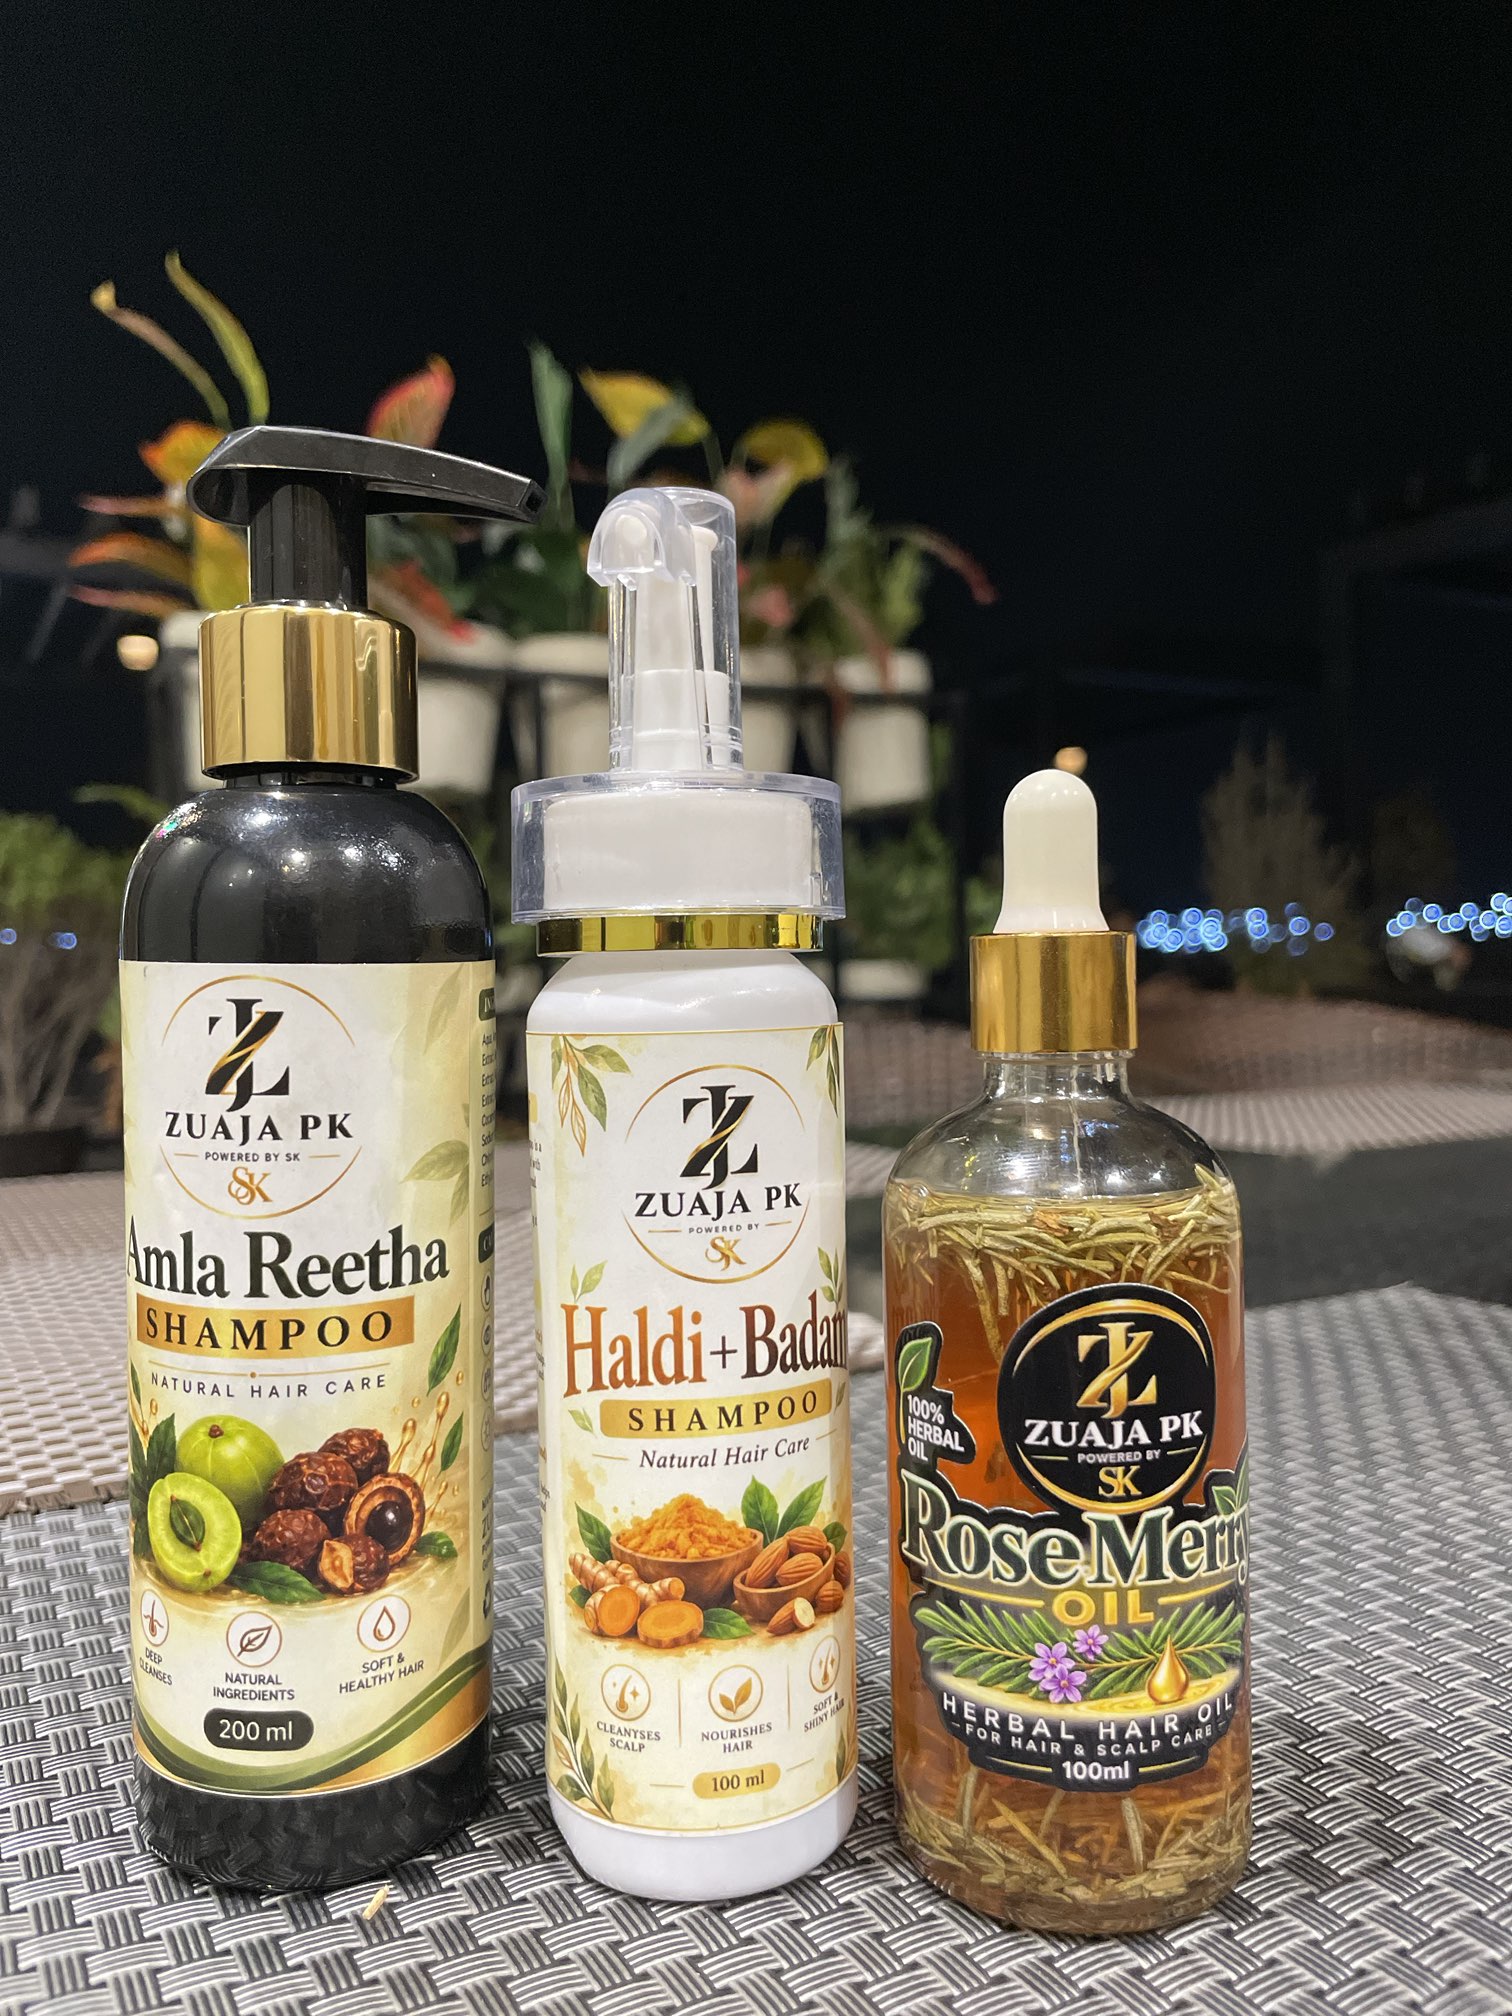 ZUAJA PK
POWERED BY SK
SK
Amla Reetha
SHAMPOO
NATURAL HAIR CARE
DEEP
CLEANSES
NATURAL
INGREDIENTS
SOFT &
HEALTHY HAIR
200 ml
ZUAJA PK
POWERED BY
SK
Haldi+Badam
SHAMPOO
Natural Hair Care
CLEANYSES
SCALP
NOURISHES
HAIR
SOFT &
SHINY HAIR
100 ml
ZUAJA PK
POWERED BY
SK
100%
HERBAL
OIL
RoseMerry
OIL
HERBAL HAIR OIL
FOR HAIR & SCALP CARE
100ml